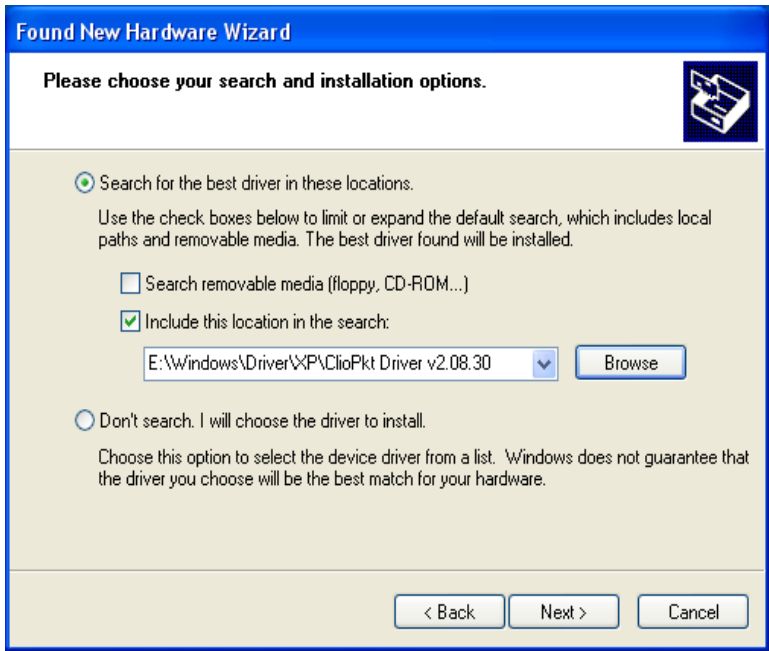 Found New Hardware Wizard
Please choose your search and installation options.
Search for the best driver in these locations.
Use the check boxes below to limit or expand the default search, which includes local
paths and removable media. The best driver found will be installed.
Search removable media (floppy, CD-ROM...)
Include this location in the search:
E:\Windows\Driver\XP\ClioPkt Driver v2.08.30
Browse
Don't search. I will choose the driver to install.
Choose this option to select the device driver from a list.  Windows does not guarantee that
the driver you choose will be the best match for your hardware.
< Back
Next >
Cancel